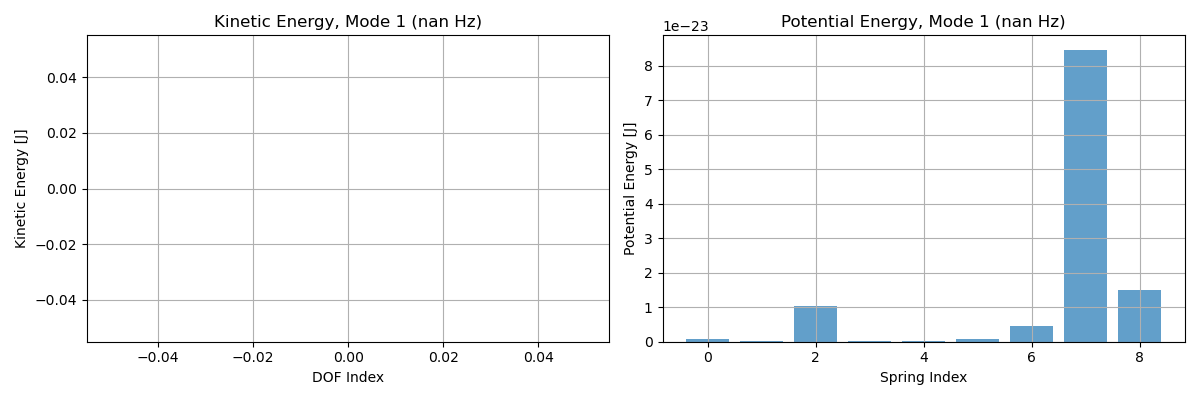 Kinetic Energy, Mode 1 (nan Hz)
Kinetic Energy [J]
0.04
0.02
0.00
−0.02
−0.04
−0.04 −0.02 0.00 0.02 0.04
DOF Index
Potential Energy, Mode 1 (nan Hz)
1e−23
Potential Energy [J]
8
7
6
5
4
3
2
1
0
0 2 4 6 8
Spring Index